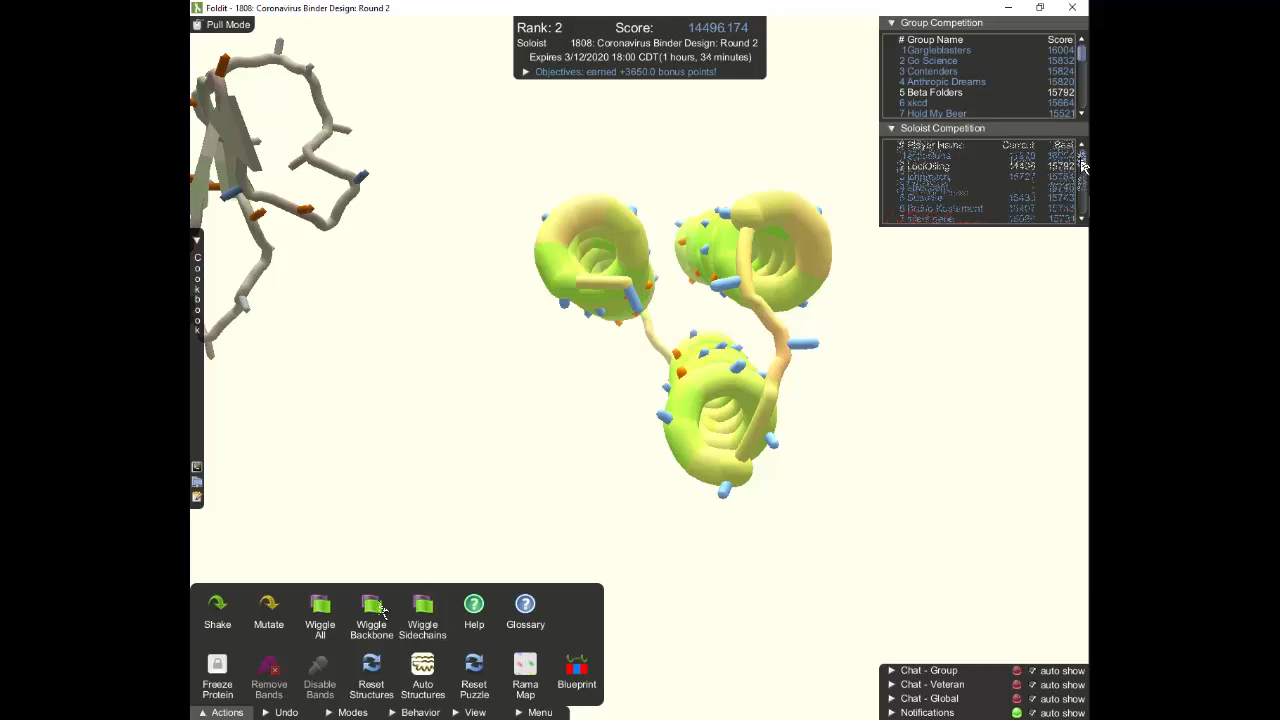 Foldit - 1808: Coronavirus Binder Design: Round 2
Pull Mode
Rank: 2 Score: 14496.174
Soloist 1808: Coronavirus Binder Design: Round 2
Expires 3/12/2020 18:00 CDT(1 hours, 34 minutes)
Objectives: earned +3650.0 bonus points!
Group Competition
# Group Name Score
1 Gargleblasters 16004
2 Go Science 15832
3 Contenders 15824
4 Anthropic Dreams 15820
5 Beta Folders 15792
6 xkcd 15664
7 Hold My Beer 15521
Soloist Competition
# Player Name Current Best
Cookbook
Shake
Mutate
Wiggle All
Wiggle Backbone
Wiggle Sidechains
Help
Glossary
Freeze Protein
Remove Bands
Disable Bands
Reset Structures
Auto Structures
Reset Puzzle
Rama Map
Blueprint
Actions
Undo
Modes
Behavior
View
Menu
Chat - Group auto show
Chat - Veteran auto show
Chat - Global auto show
Notifications auto show